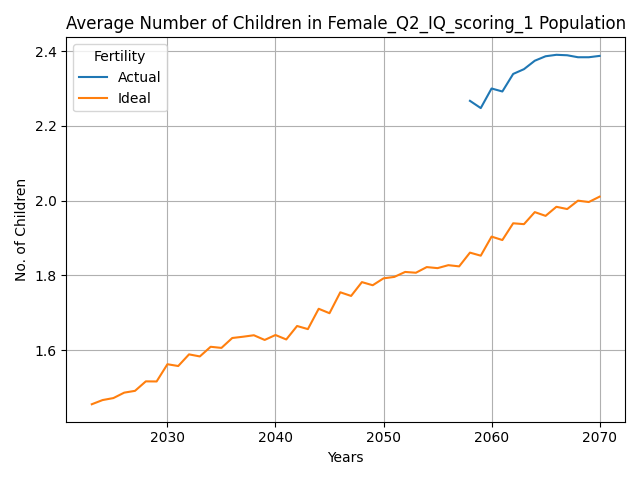 Average Number of Children in Female_Q2_IQ_scoring_1 Population
Fertility
Actual
Ideal
No. of Children
2.4
2.2
2.0
1.8
1.6
2030
2040
2050
2060
2070
Years